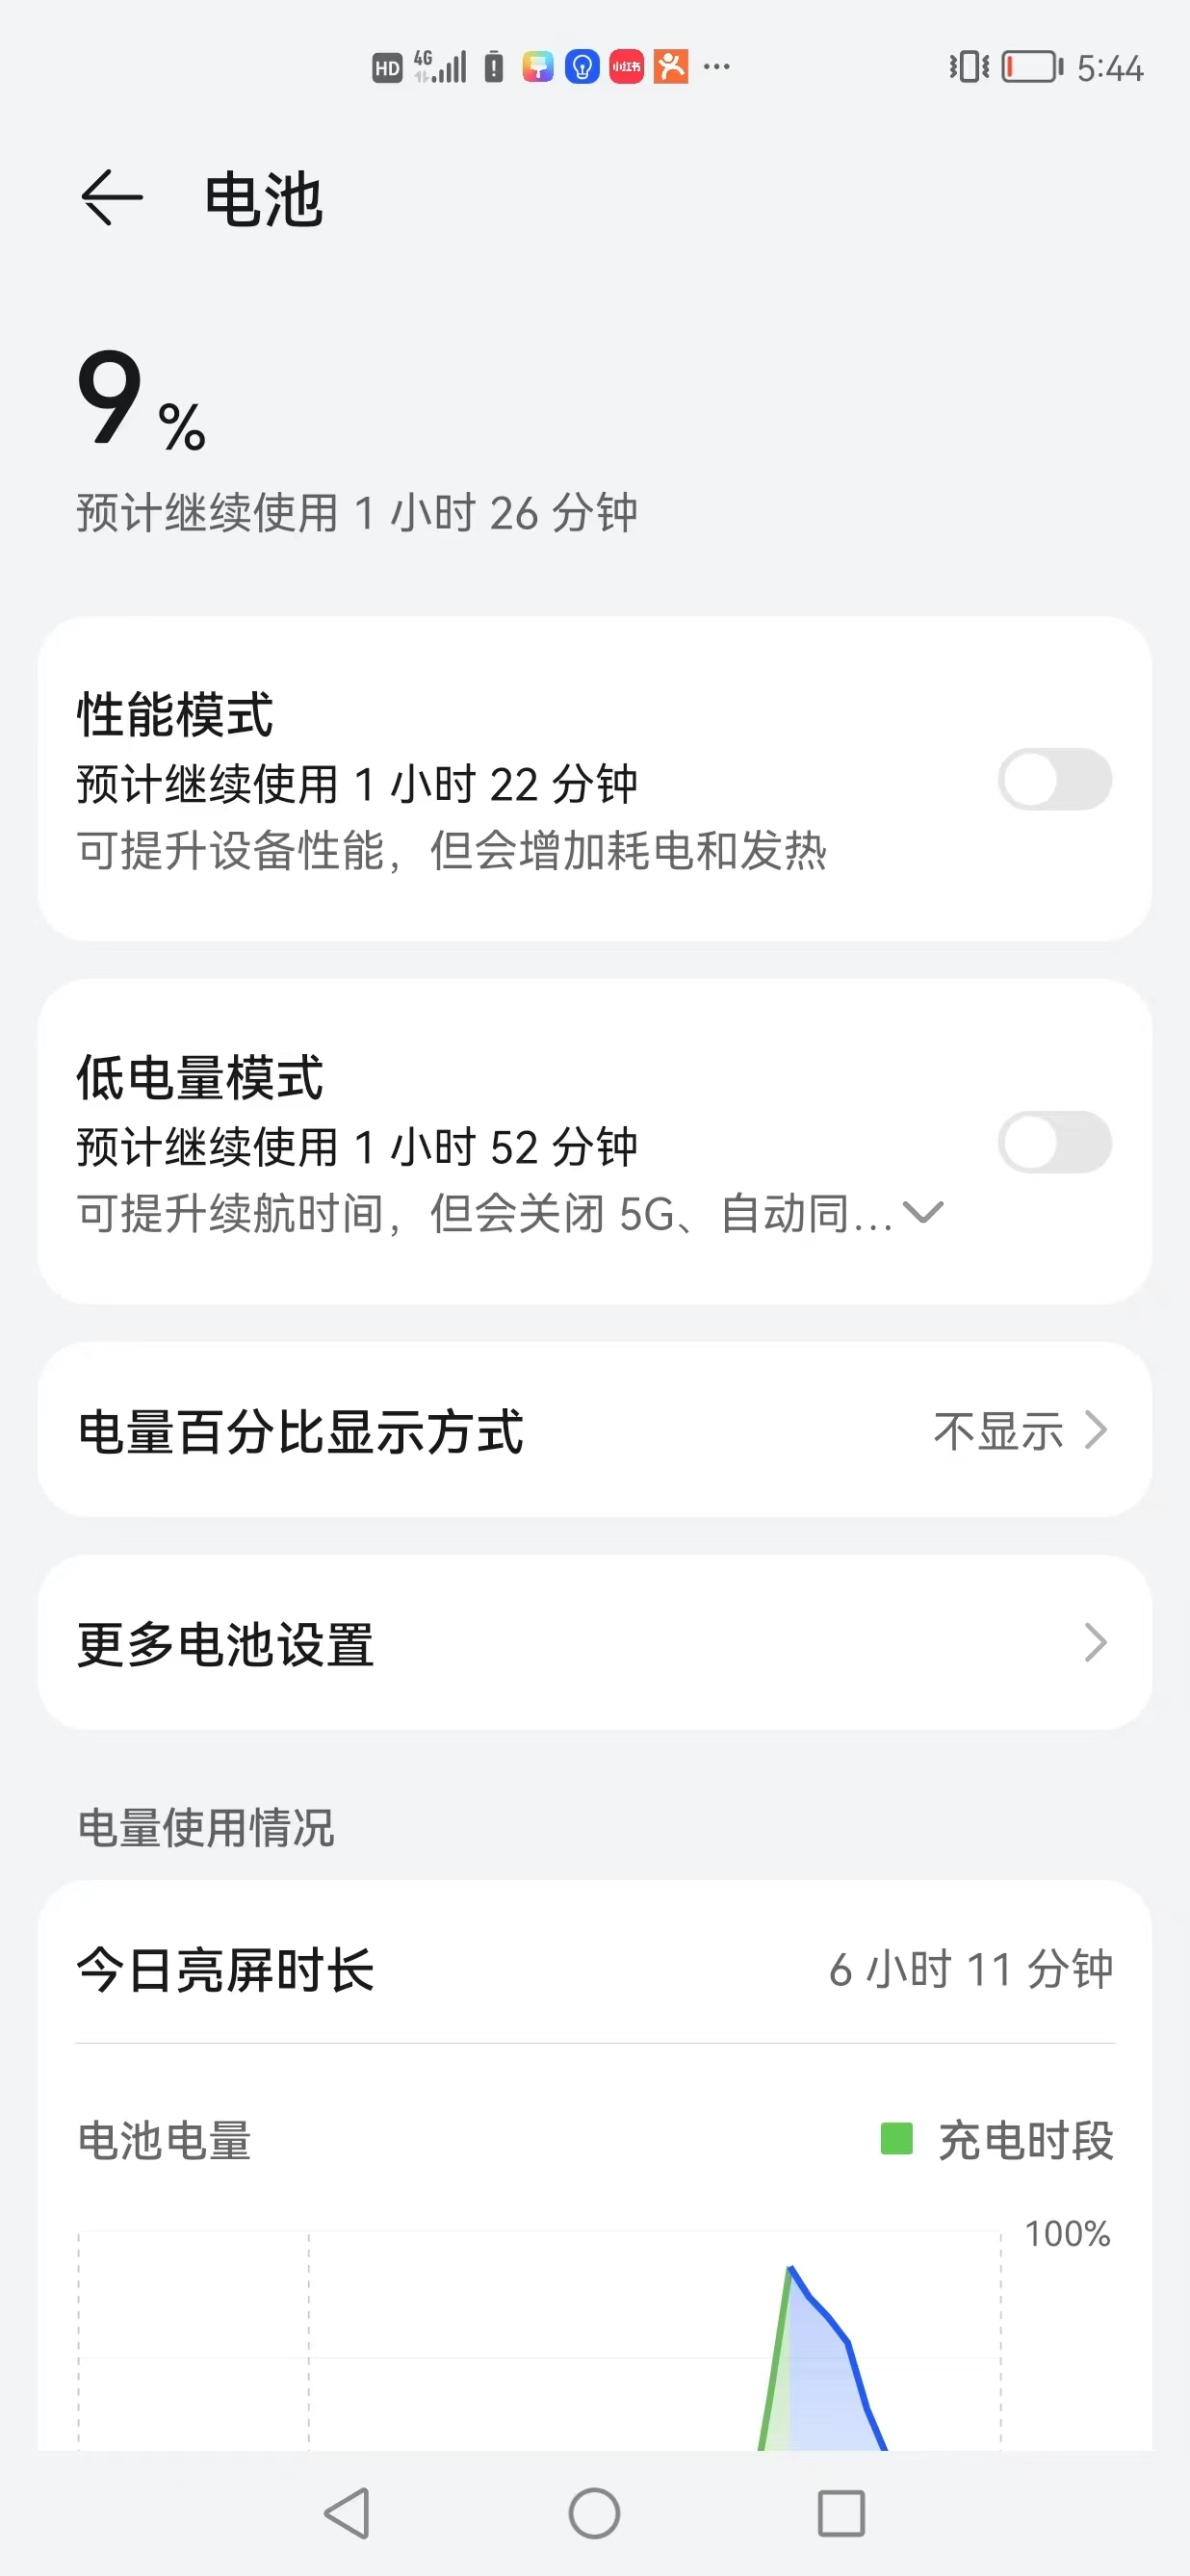 HD 4G 小红书 5:44
电池
9%
预计继续使用 1 小时 26 分钟
性能模式
预计继续使用 1 小时 22 分钟
可提升设备性能，但会增加耗电和发热
低电量模式
预计继续使用 1 小时 52 分钟
可提升续航时间，但会关闭 5G、自动同...
电量百分比显示方式 不显示
更多电池设置
电量使用情况
今日亮屏时长 6 小时 11 分钟
电池电量 充电时段
100%